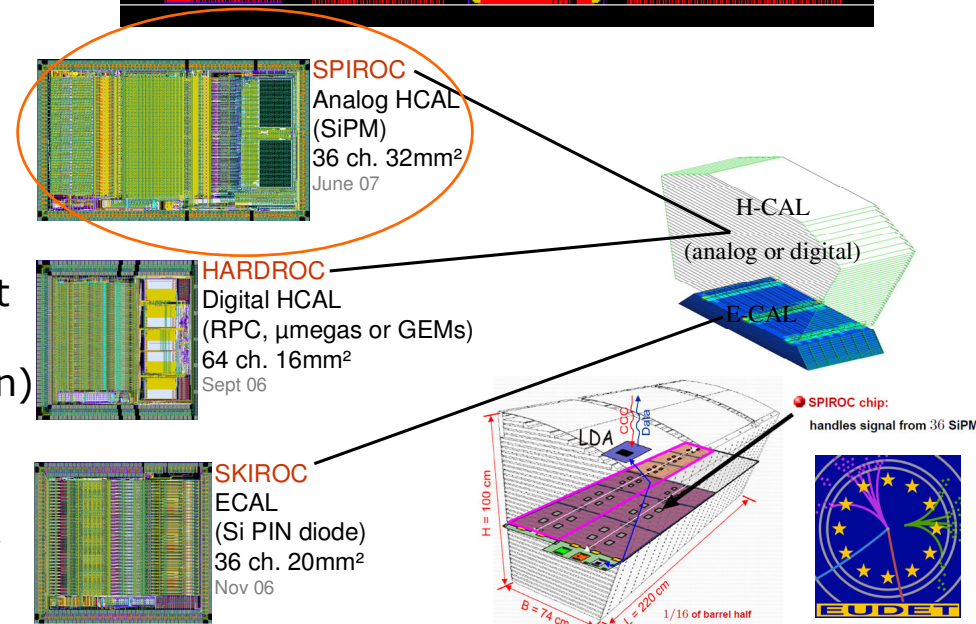 SPIROC
Analog HCAL
(SiPM)
36 ch. 32mm²
June 07
HARDROC
Digital HCAL
(RPC, µmegas or GEMs)
64 ch. 16mm²
Sept 06
SKIROC
ECAL
(Si PIN diode)
36 ch. 20mm²
Nov 06
t
n)
H-CAL
(analog or digital)
E-CAL
SPIROC chip:
handles signal from 36 SiPM
LDA
CCC
Data
H = 100 cm
B = 74 cm
L = 220 cm
1/16 of barrel half
EUDET